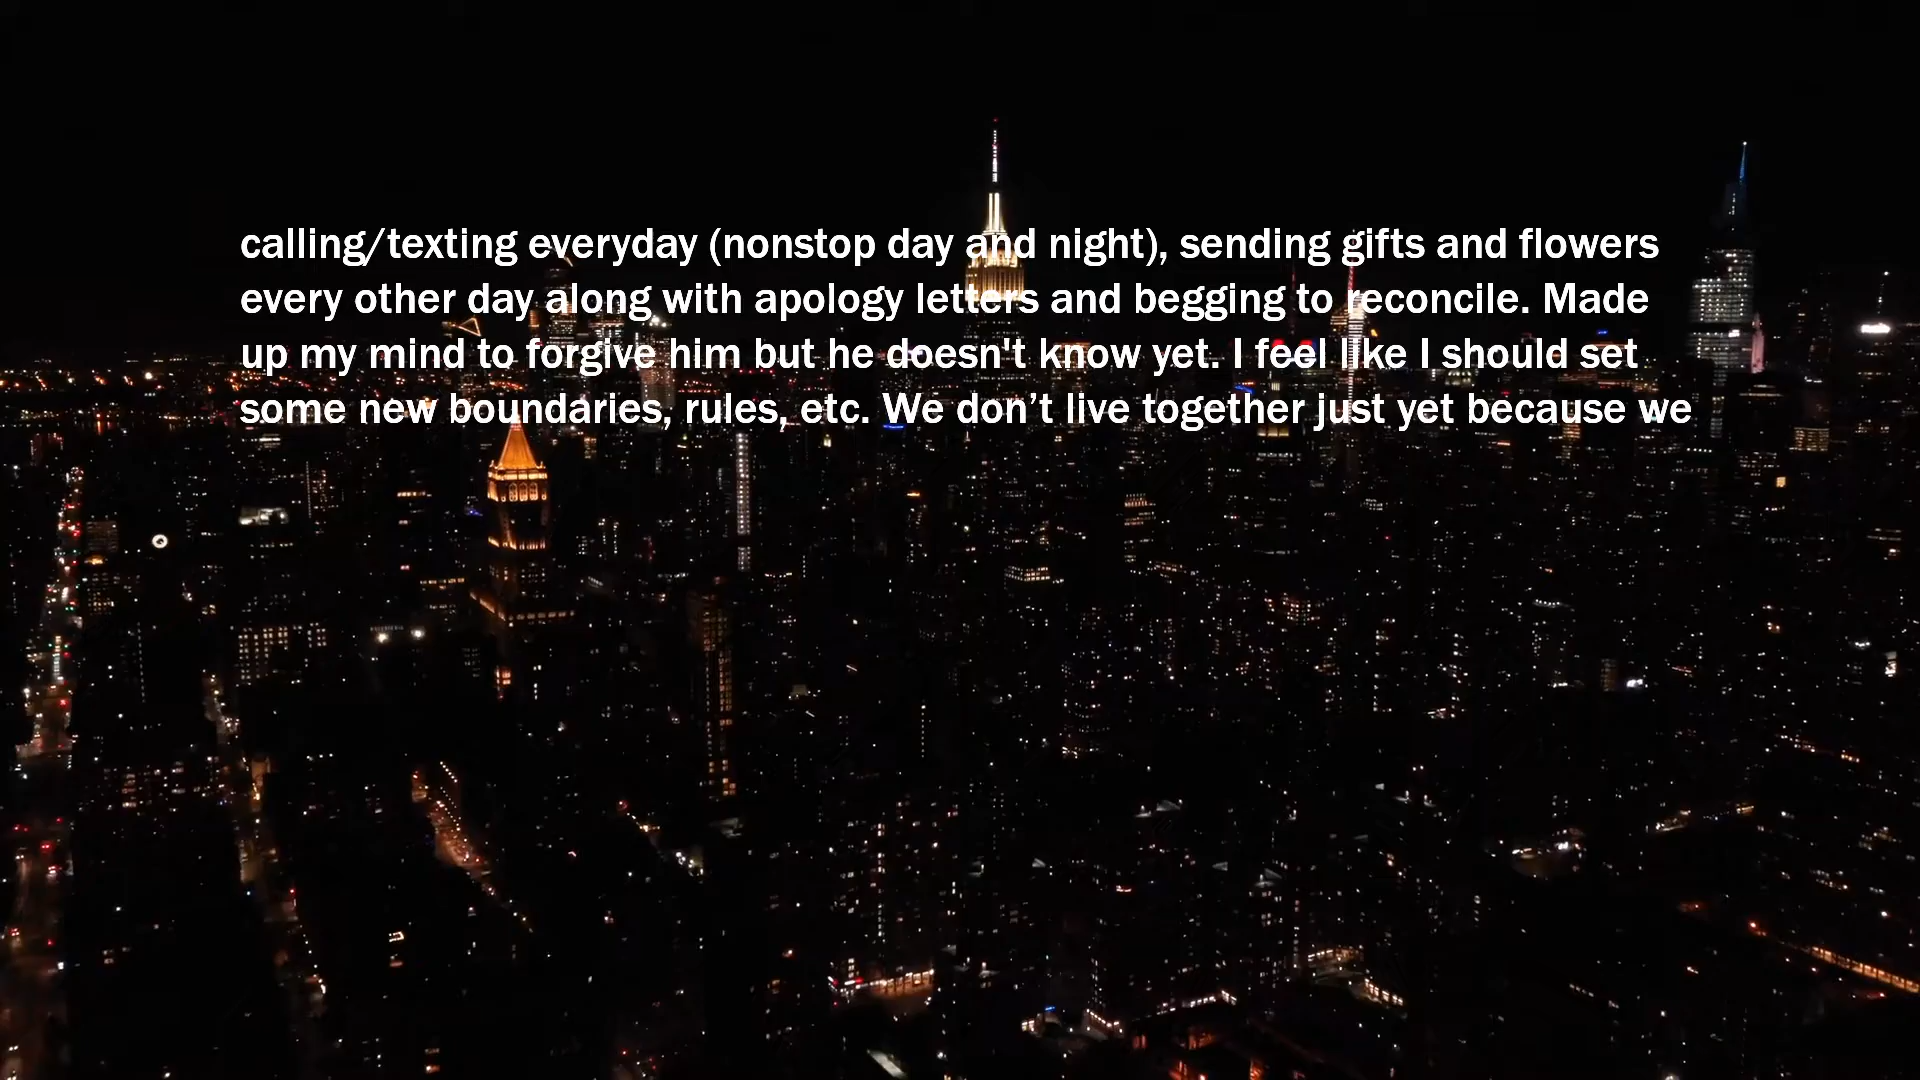 calling/texting everyday (nonstop day and night), sending gifts and flowers
every other day along with apology letters and begging to reconcile. Made
up my mind to forgive him but he doesn't know yet. I feel like I should set
some new boundaries, rules, etc. We don’t live together just yet because we